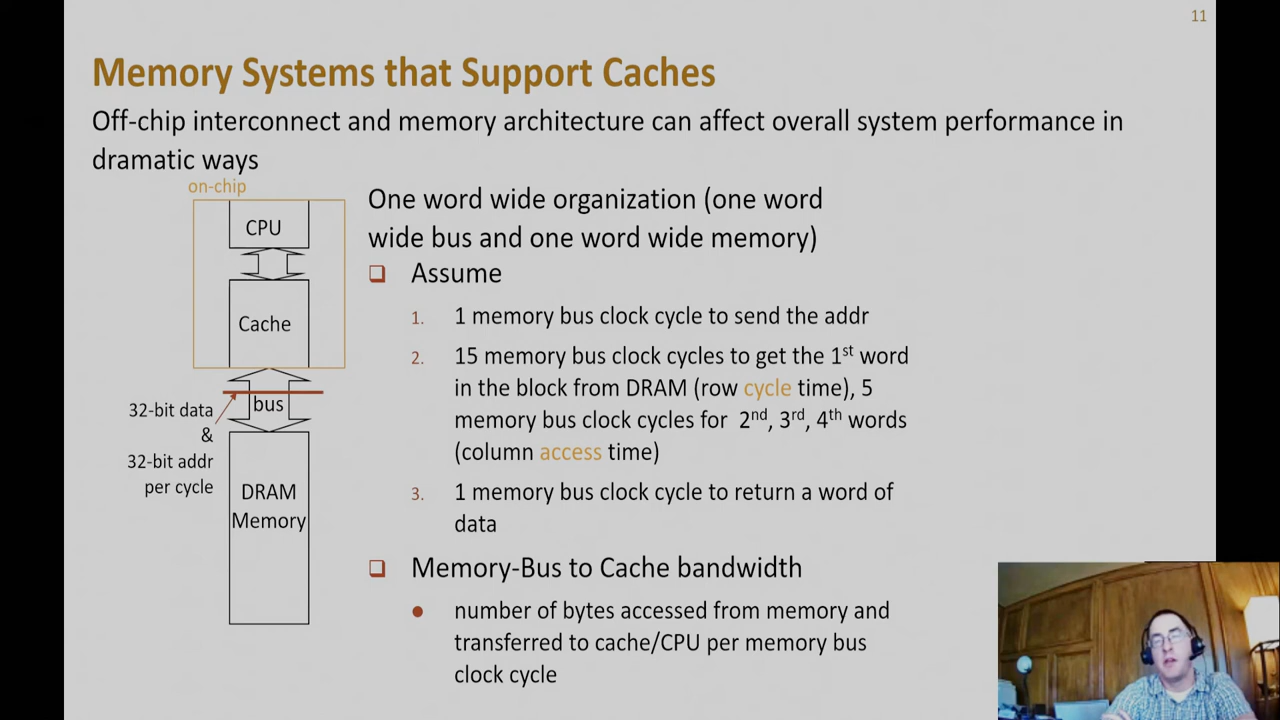 11
Memory Systems that Support Caches
Off-chip interconnect and memory architecture can affect overall system performance in
dramatic ways
on-chip
CPU
Cache
bus
32-bit data
&
32-bit addr
per cycle
DRAM
Memory
One word wide organization (one word
wide bus and one word wide memory)
❑ Assume
1. 1 memory bus clock cycle to send the addr
2. 15 memory bus clock cycles to get the 1st word
in the block from DRAM (row cycle time), 5
memory bus clock cycles for 2nd, 3rd, 4th words
(column access time)
3. 1 memory bus clock cycle to return a word of
data
❑ Memory-Bus to Cache bandwidth
● number of bytes accessed from memory and
transferred to cache/CPU per memory bus
clock cycle